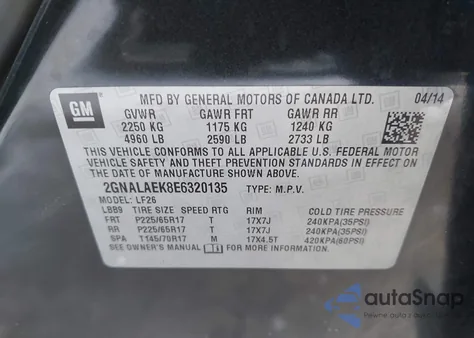 GM
MFD BY GENERAL MOTORS OF CANADA LTD. 04/14
GVWR GAWR FRT GAWR RR
2250 KG 1175 KG 1240 KG
4960 LB 2590 LB 2733 LB
THIS VEHICLE CONFORMS TO ALL APPLICABLE U.S. FEDERAL
MOTOR VEHICLE SAFETY, BUMPER, AND THEFT PREVENTION STANDARDS
IN EFFECT ON THE DATE OF MANUFACTURE SHOWN ABOVE.
2GNALAEK8E6320135 TYPE: M.P.V.
MODEL: LF26
LBB9 TIRE SIZE SPEED RTG RIM COLD TIRE PRESSURE
FRT P225/65R17 T 17X7J 240KPA(35PSI)
RR P225/65R17 T 17X7J 240KPA(35PSI)
SPA T145/70R17 M 17X4.5T 420KPA(60PSI)
SEE OWNER'S MANUAL FOR MORE INFORMATION.
autoSnap